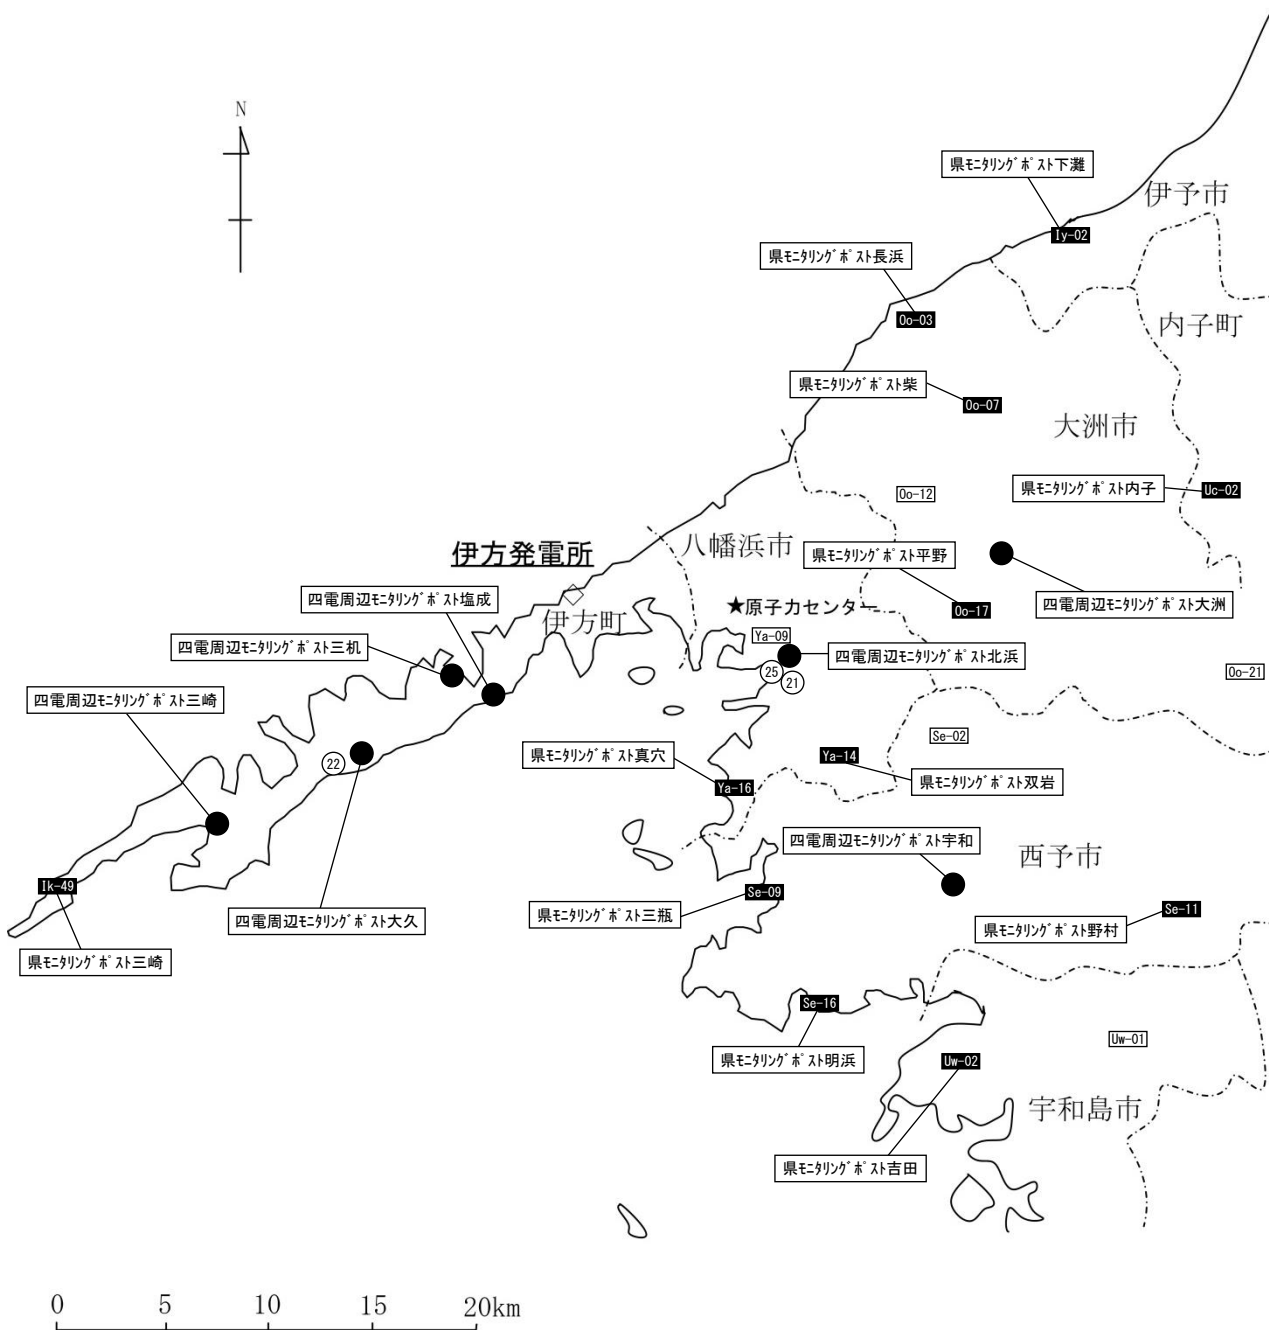 N
県ﾓﾆﾀﾘﾝｸﾞﾎﾟｽﾄ下灘
伊予市
Iy-02
県ﾓﾆﾀﾘﾝｸﾞﾎﾟｽﾄ長浜
Oo-03
内子町
県ﾓﾆﾀﾘﾝｸﾞﾎﾟｽﾄ柴
Oo-07
大洲市
県ﾓﾆﾀﾘﾝｸﾞﾎﾟｽﾄ内子
Uc-02
Oo-12
伊方発電所
八幡浜市
県ﾓﾆﾀﾘﾝｸﾞﾎﾟｽﾄ平野
四電周辺ﾓﾆﾀﾘﾝｸﾞﾎﾟｽﾄ塩成
伊方町
★原子力センター
Oo-17
四電周辺ﾓﾆﾀﾘﾝｸﾞﾎﾟｽﾄ大洲
Ya-09
四電周辺ﾓﾆﾀﾘﾝｸﾞﾎﾟｽﾄ三机
四電周辺ﾓﾆﾀﾘﾝｸﾞﾎﾟｽﾄ北浜
25
21
Oo-21
四電周辺ﾓﾆﾀﾘﾝｸﾞﾎﾟｽﾄ三崎
Se-02
県ﾓﾆﾀﾘﾝｸﾞﾎﾟｽﾄ真穴
Ya-14
22
Ya-16
県ﾓﾆﾀﾘﾝｸﾞﾎﾟｽﾄ双岩
四電周辺ﾓﾆﾀﾘﾝｸﾞﾎﾟｽﾄ宇和
西予市
Ik-49
Se-09
四電周辺ﾓﾆﾀﾘﾝｸﾞﾎﾟｽﾄ大久
県ﾓﾆﾀﾘﾝｸﾞﾎﾟｽﾄ三瓶
Se-11
県ﾓﾆﾀﾘﾝｸﾞﾎﾟｽﾄ野村
県ﾓﾆﾀﾘﾝｸﾞﾎﾟｽﾄ三崎
Se-16
Uw-01
県ﾓﾆﾀﾘﾝｸﾞﾎﾟｽﾄ明浜
Uw-02
宇和島市
県ﾓﾆﾀﾘﾝｸﾞﾎﾟｽﾄ吉田
0 5 10 15 20km